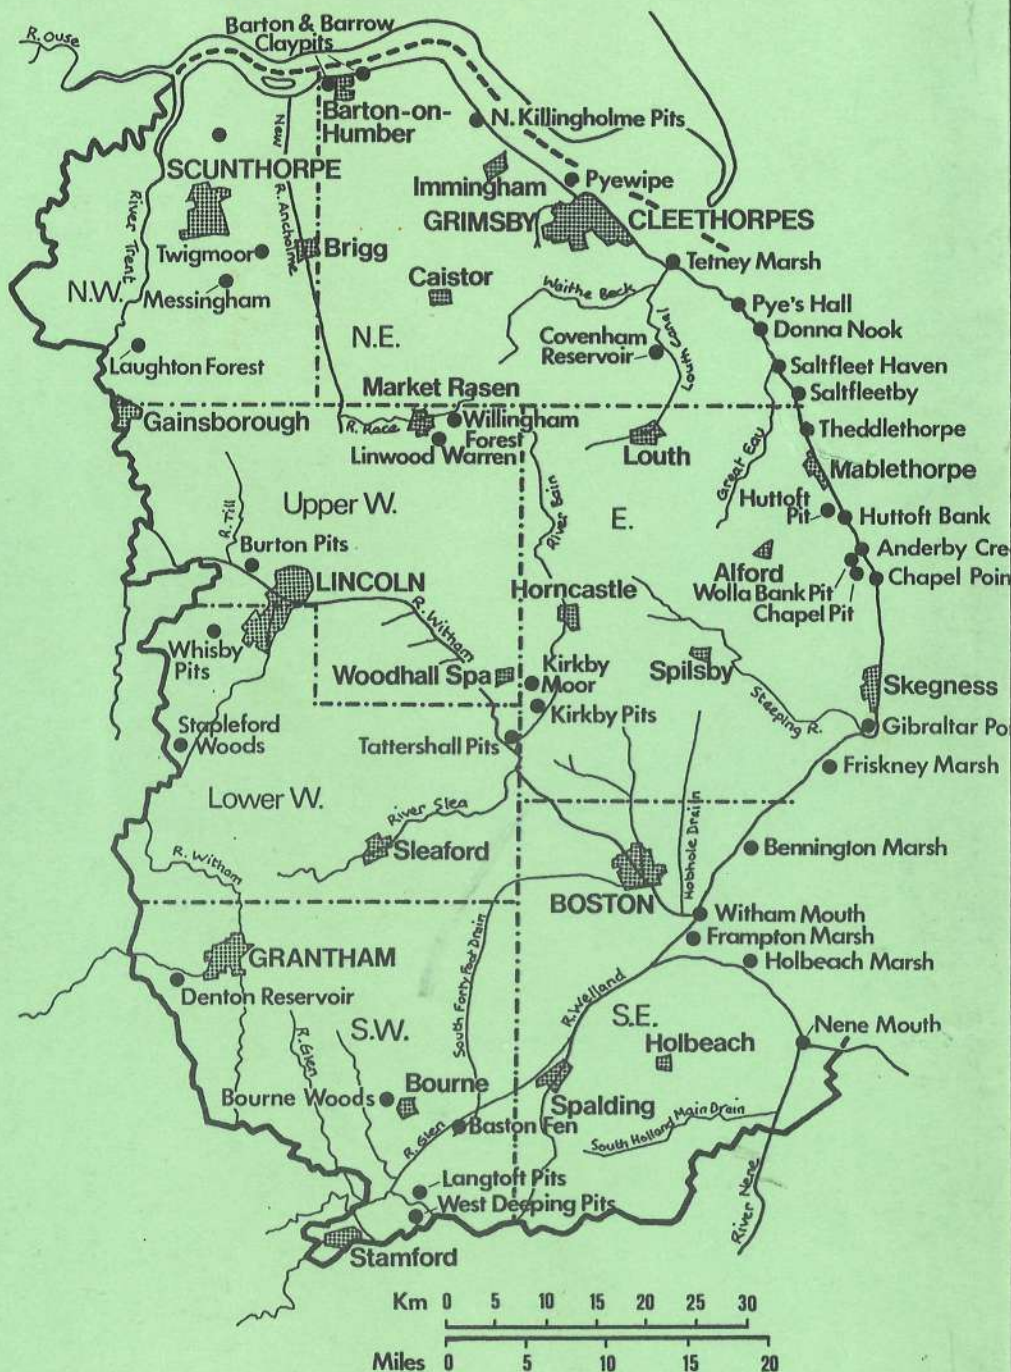 R. Ouse
Barton & Barrow
Claypits
Barton-on-
Humber
N. Killingholme Pits
SCUNTHORPE
New
R. Ancholme
Immingham
Pyewipe
GRIMSBY
CLEETHORPES
River Trent
Twigmoor
Brigg
Tetney Marsh
N.W.
Messingham
Caistor
Waithe Beck
Pye's Hall
Donna Nook
N.E.
Covenham
Reservoir
Louth Canal
Laughton Forest
Saltfleet Haven
Market Rasen
Saltfleetby
Gainsborough
R. Race
Willingham
Forest
Linwood Warren
Louth
Great Eau
Theddlethorpe
Mablethorpe
Upper W.
R. Till
River Bain
E.
Huttoft
Pit
Huttoft Bank
Burton Pits
Anderby Cre
LINCOLN
Horncastle
Alford
Wolla Bank Pit
Chapel Pit
Chapel Poin
R. Witham
Whisby
Pits
Woodhall Spa
Kirkby
Moor
Spilsby
Skegness
Kirkby Pits
Steeping R.
Stapleford
Woods
Tattershall Pits
Gibraltar Poi
Friskney Marsh
Lower W.
River Slea
Hobhole Drain
Sleaford
Bennington Marsh
R. Witham
BOSTON
Witham Mouth
Frampton Marsh
GRANTHAM
Holbeach Marsh
Denton Reservoir
South Forty Foot Drain
R. Welland
S.W.
S.E.
Nene Mouth
R. Glen
Holbeach
Bourne Woods
Bourne
Spalding
R. Glen
Baston Fen
South Holland Main Drain
Langtoft Pits
West Deeping Pits
River Nene
Stamford
Km 0 5 10 15 20 25 30
Miles 0 5 10 15 20